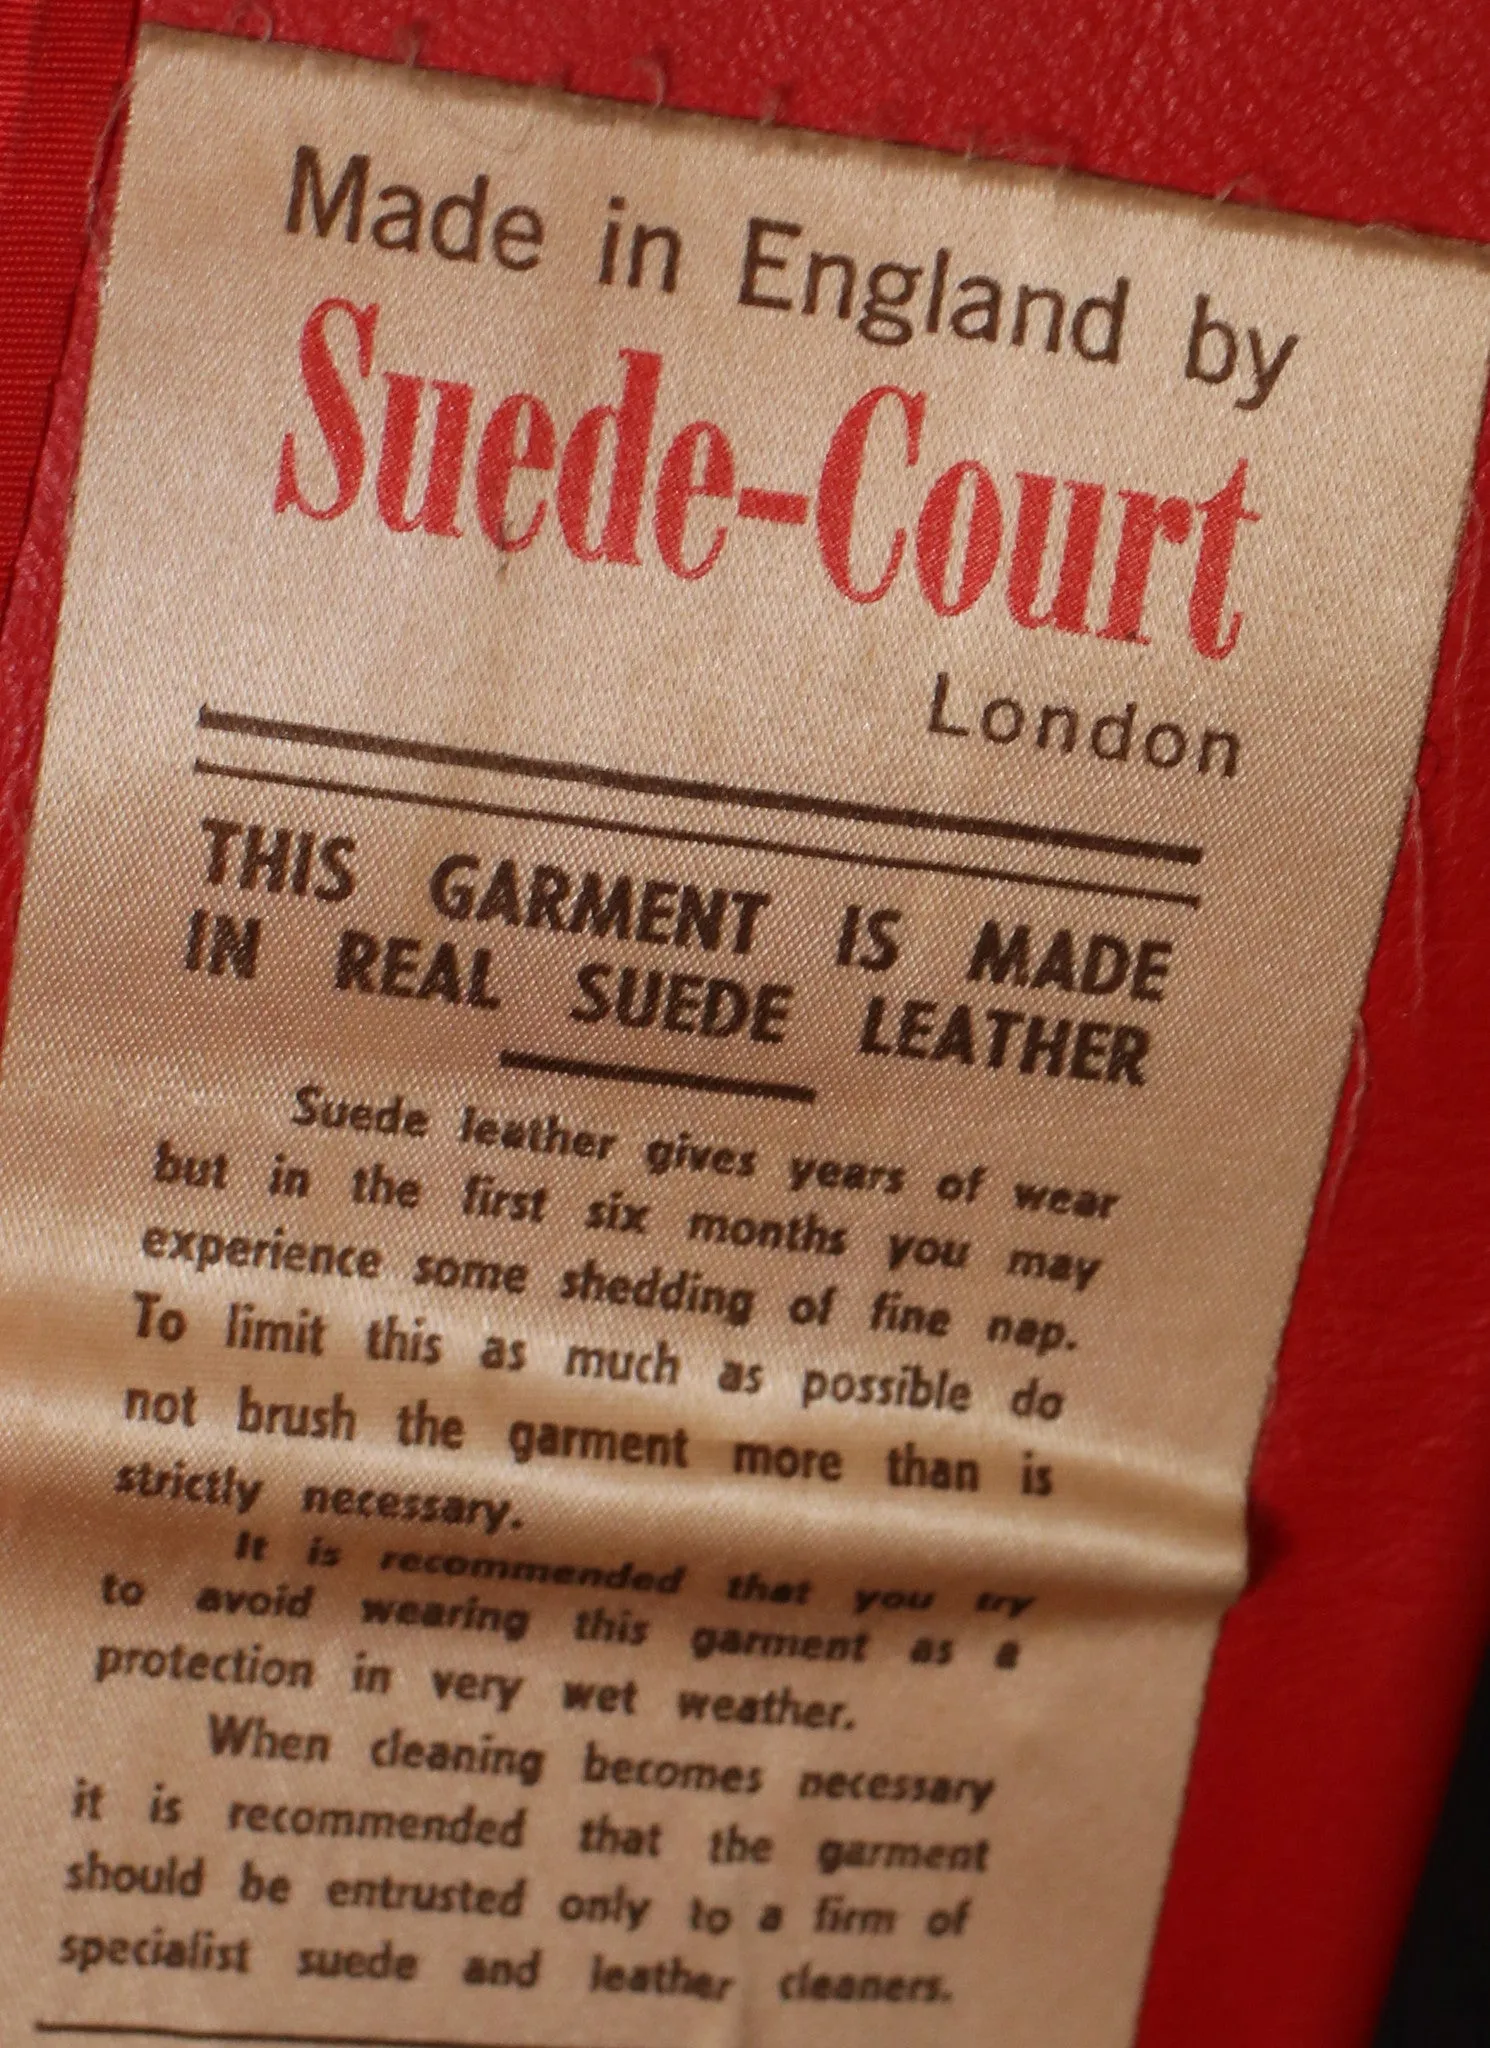 Made in England by
Suede-Court
London
THIS GARMENT IS MADE
IN REAL SUEDE LEATHER
Suede leather gives years of wear
but in the first six months you may
experience some shedding of fine nap.
To limit this as much as possible do
not brush the garment more than is
strictly necessary.
It is recommended that you try
to avoid wearing this garment as a
protection in very wet weather.
When cleaning becomes necessary
it is recommended that the garment
should be entrusted only to a firm of
specialist suede and leather cleaners.